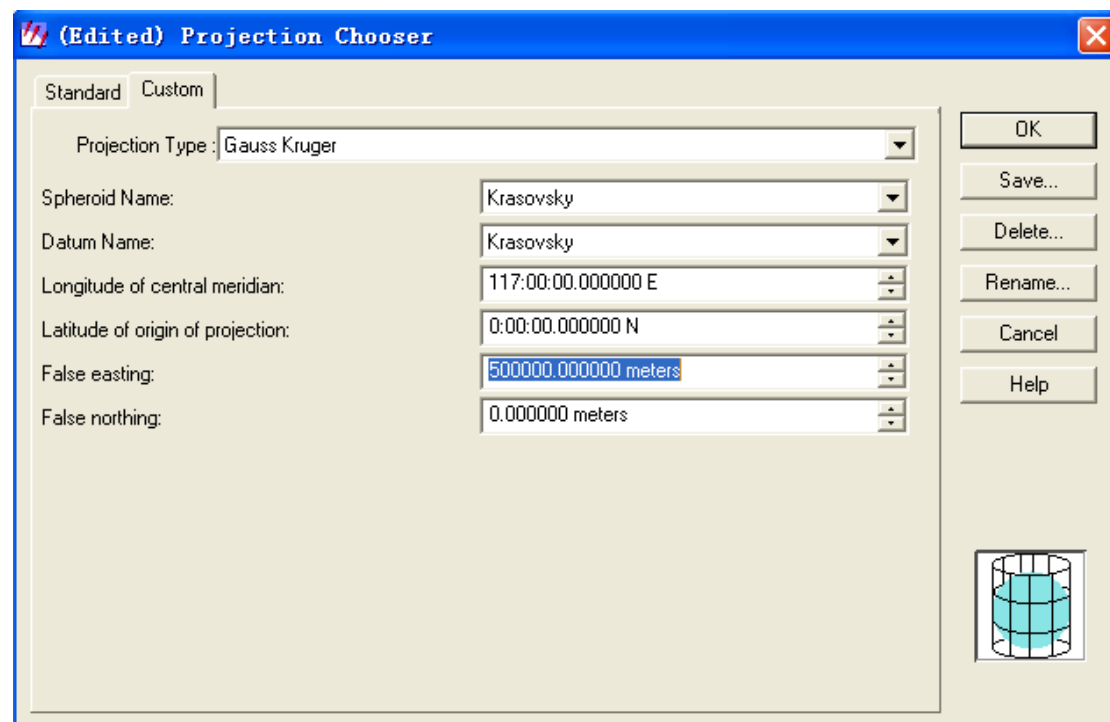 (Edited) Projection Chooser
Standard Custom
Projection Type : Gauss Kruger
Spheroid Name: Krasovsky
Datum Name: Krasovsky
Longitude of central meridian: 117:00:00.000000 E
Latitude of origin of projection: 0:00:00.000000 N
False easting: 500000.000000 meters
False northing: 0.000000 meters
OK
Save...
Delete...
Rename...
Cancel
Help